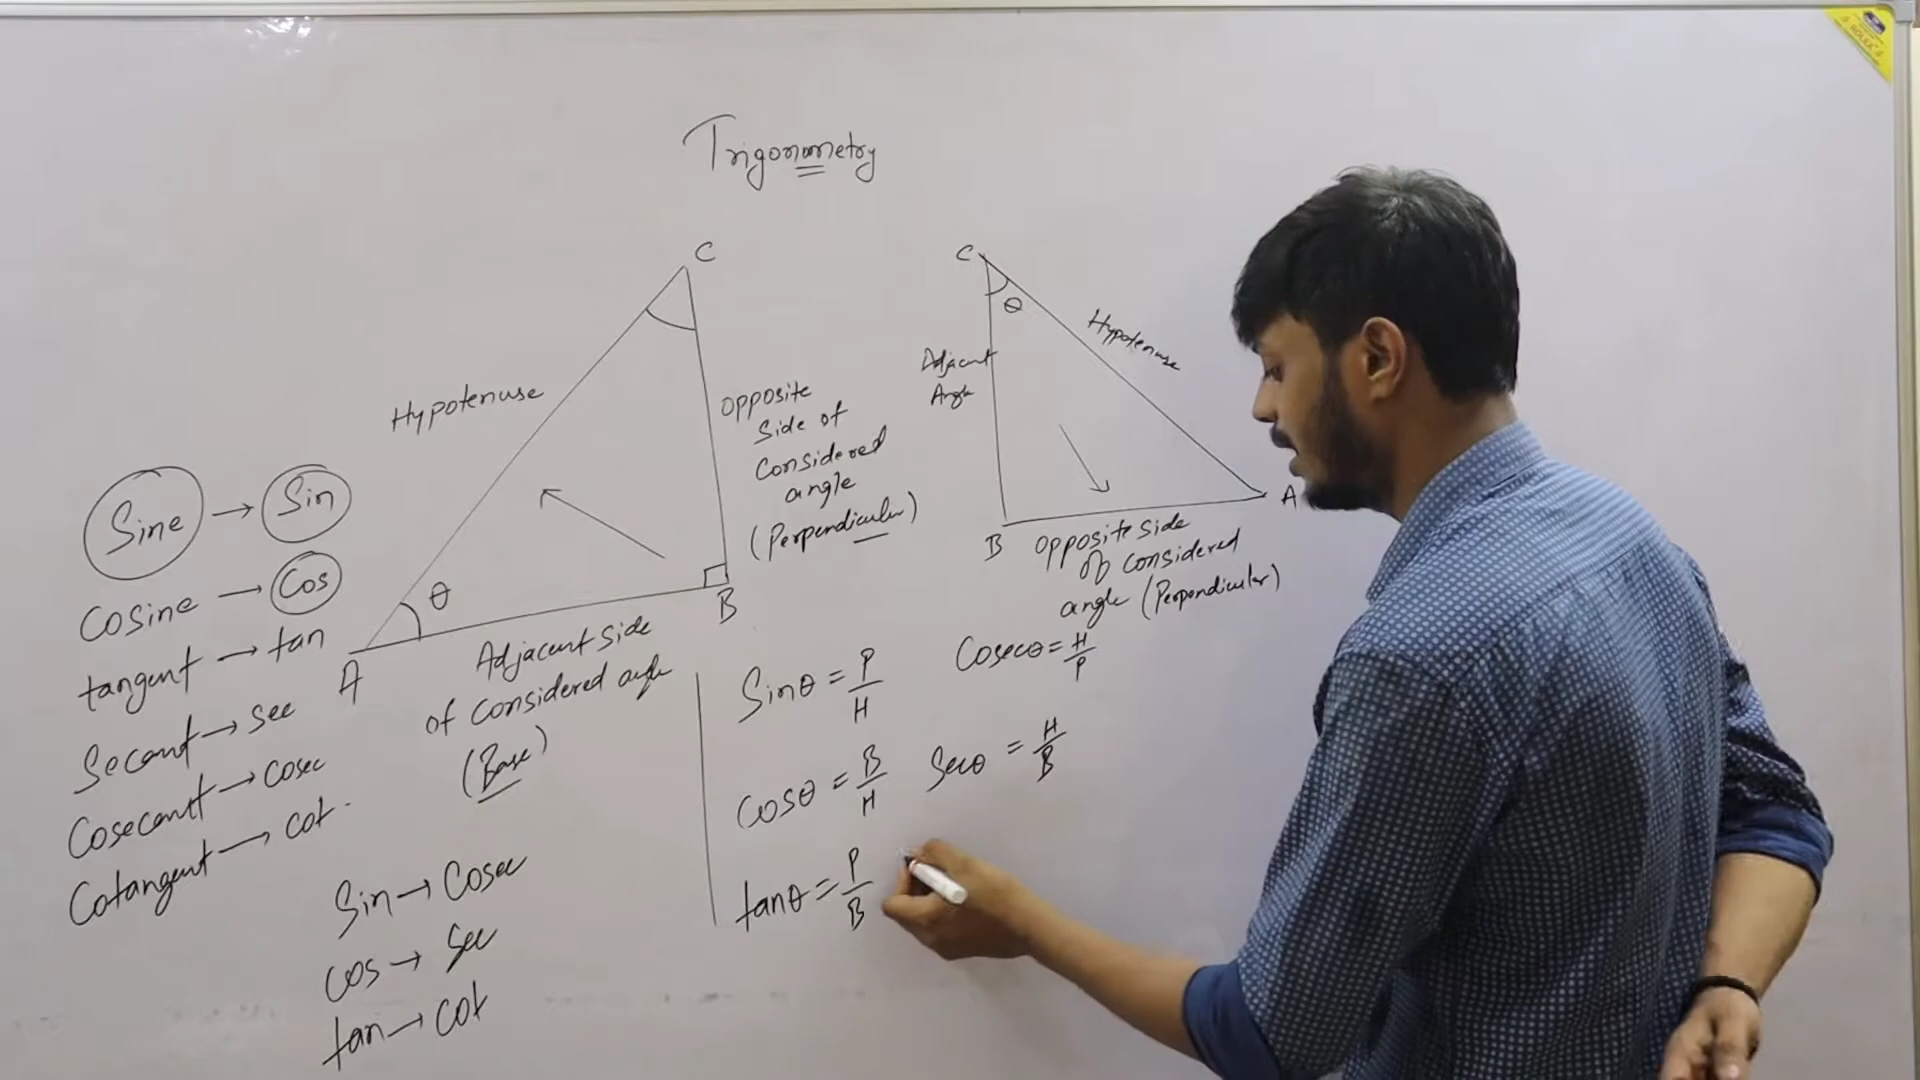 Trigonometry
C
Hypotenuse
Opposite
Side of
Considered
angle
(Perpendicular)
θ
A
B
Adjacent side
of considered angle
(Base)
C
θ
Hypotenuse
Adjacent
Angle
B
A
Opposite side
of considered
angle (Perpendicular)
Sine → Sin
Cosine → Cos
tangent → tan
Secant → sec
Cosecant → cosec
Cotangent → cot.
Sin → Cosec
cos → sec
tan → cot
Sinθ = P/H
Cosecθ = H/P
Cosθ = B/H
Secθ = H/B
tanθ = P/B